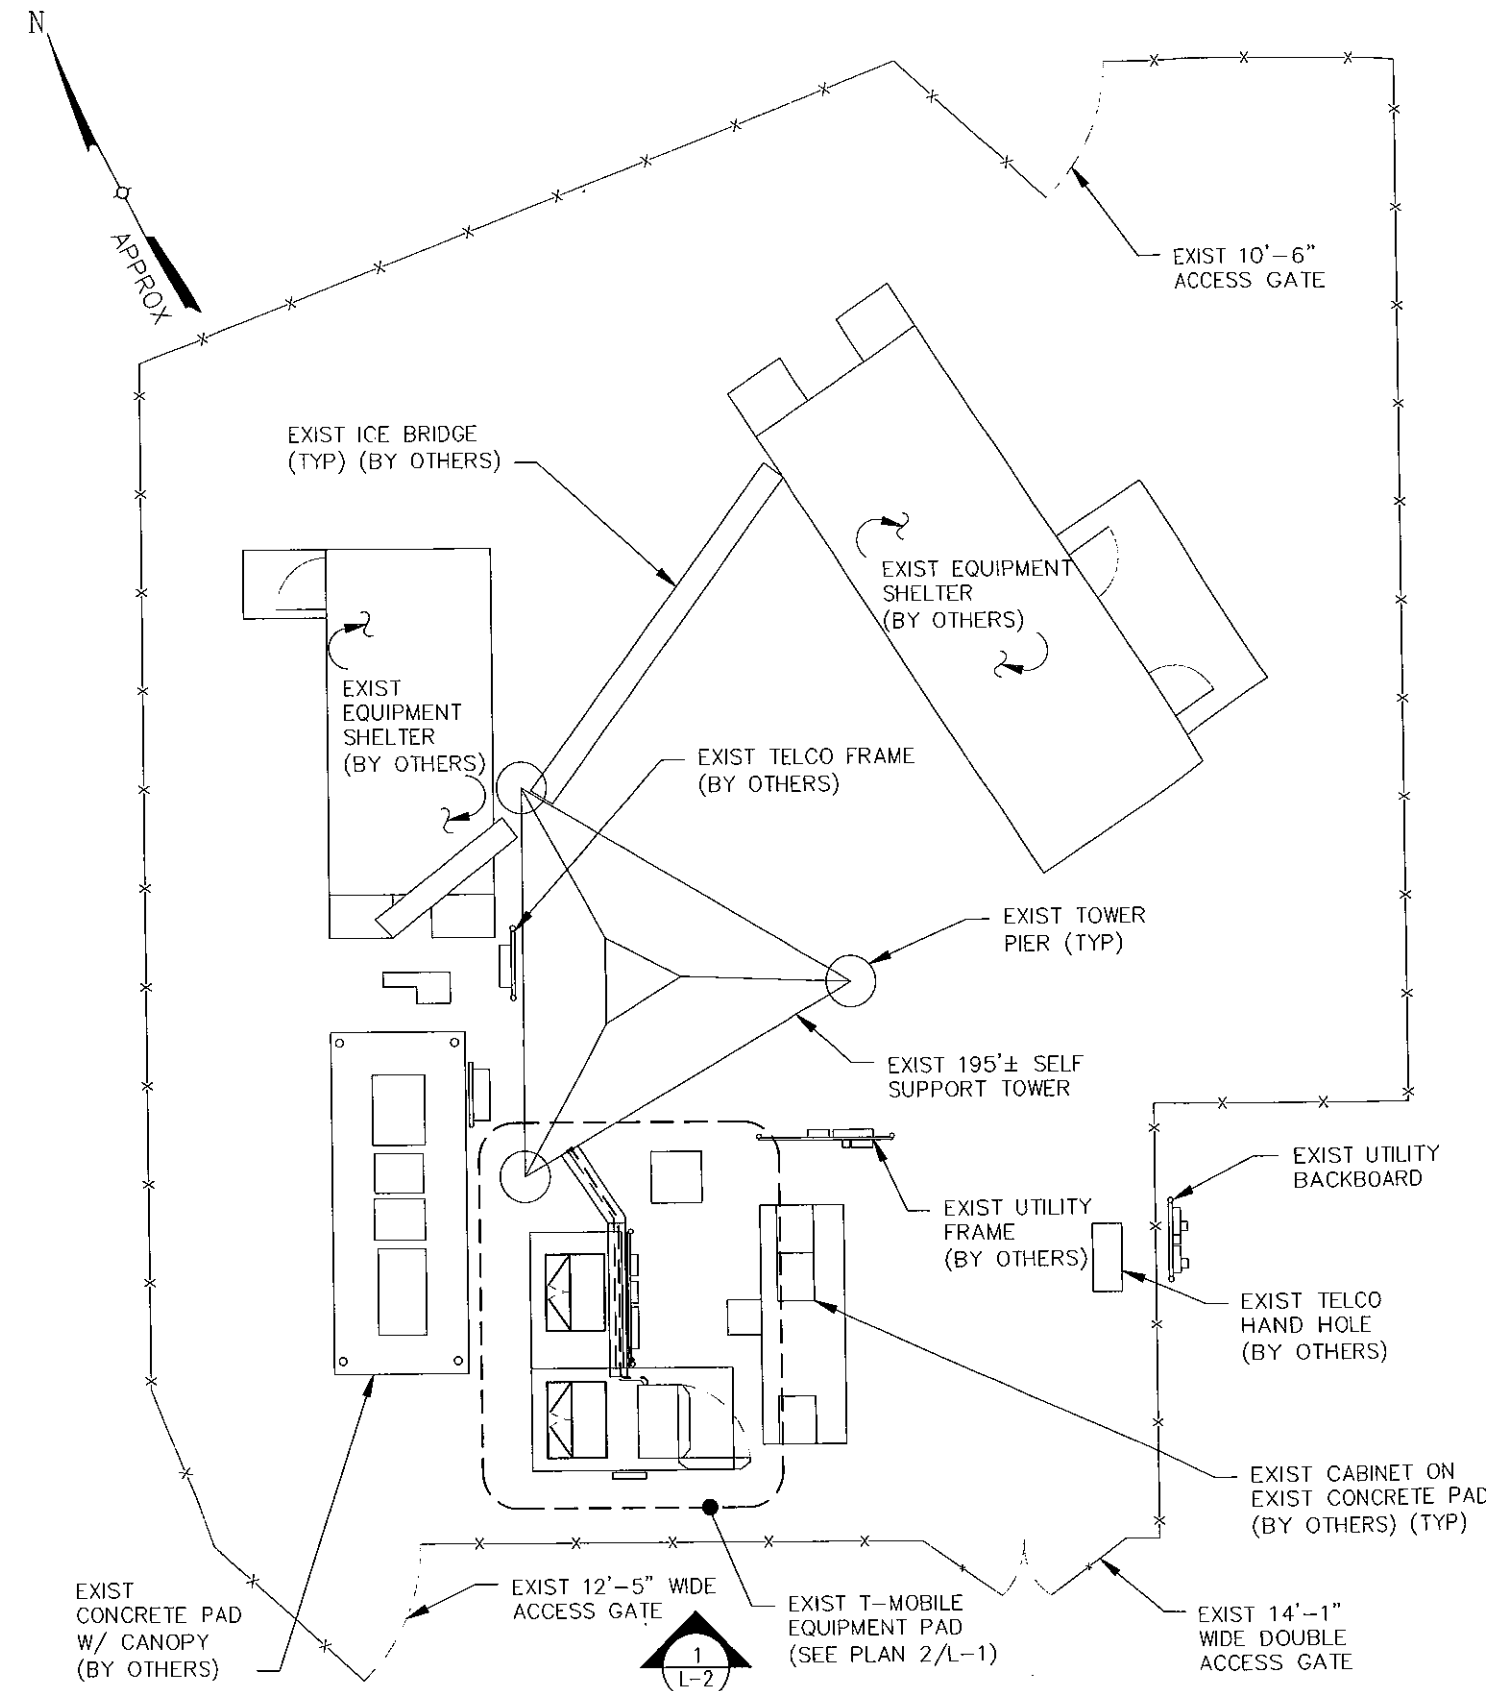 N
APPROX
EXIST 10'-6"
ACCESS GATE
EXIST ICE BRIDGE
(TYP) (BY OTHERS)
EXIST EQUIPMENT
SHELTER
(BY OTHERS)
EXIST
EQUIPMENT
SHELTER
(BY OTHERS)
EXIST TELCO FRAME
(BY OTHERS)
EXIST TOWER
PIER (TYP)
EXIST 195'± SELF
SUPPORT TOWER
EXIST UTILITY
BACKBOARD
EXIST UTILITY
FRAME
(BY OTHERS)
EXIST TELCO
HAND HOLE
(BY OTHERS)
EXIST CABINET ON
EXIST CONCRETE PAD
(BY OTHERS) (TYP)
EXIST
CONCRETE PAD
W/ CANOPY
(BY OTHERS)
EXIST 12'-5" WIDE
ACCESS GATE
1
L-2
EXIST T-MOBILE
EQUIPMENT PAD
(SEE PLAN 2/L-1)
EXIST 14'-1"
WIDE DOUBLE
ACCESS GATE